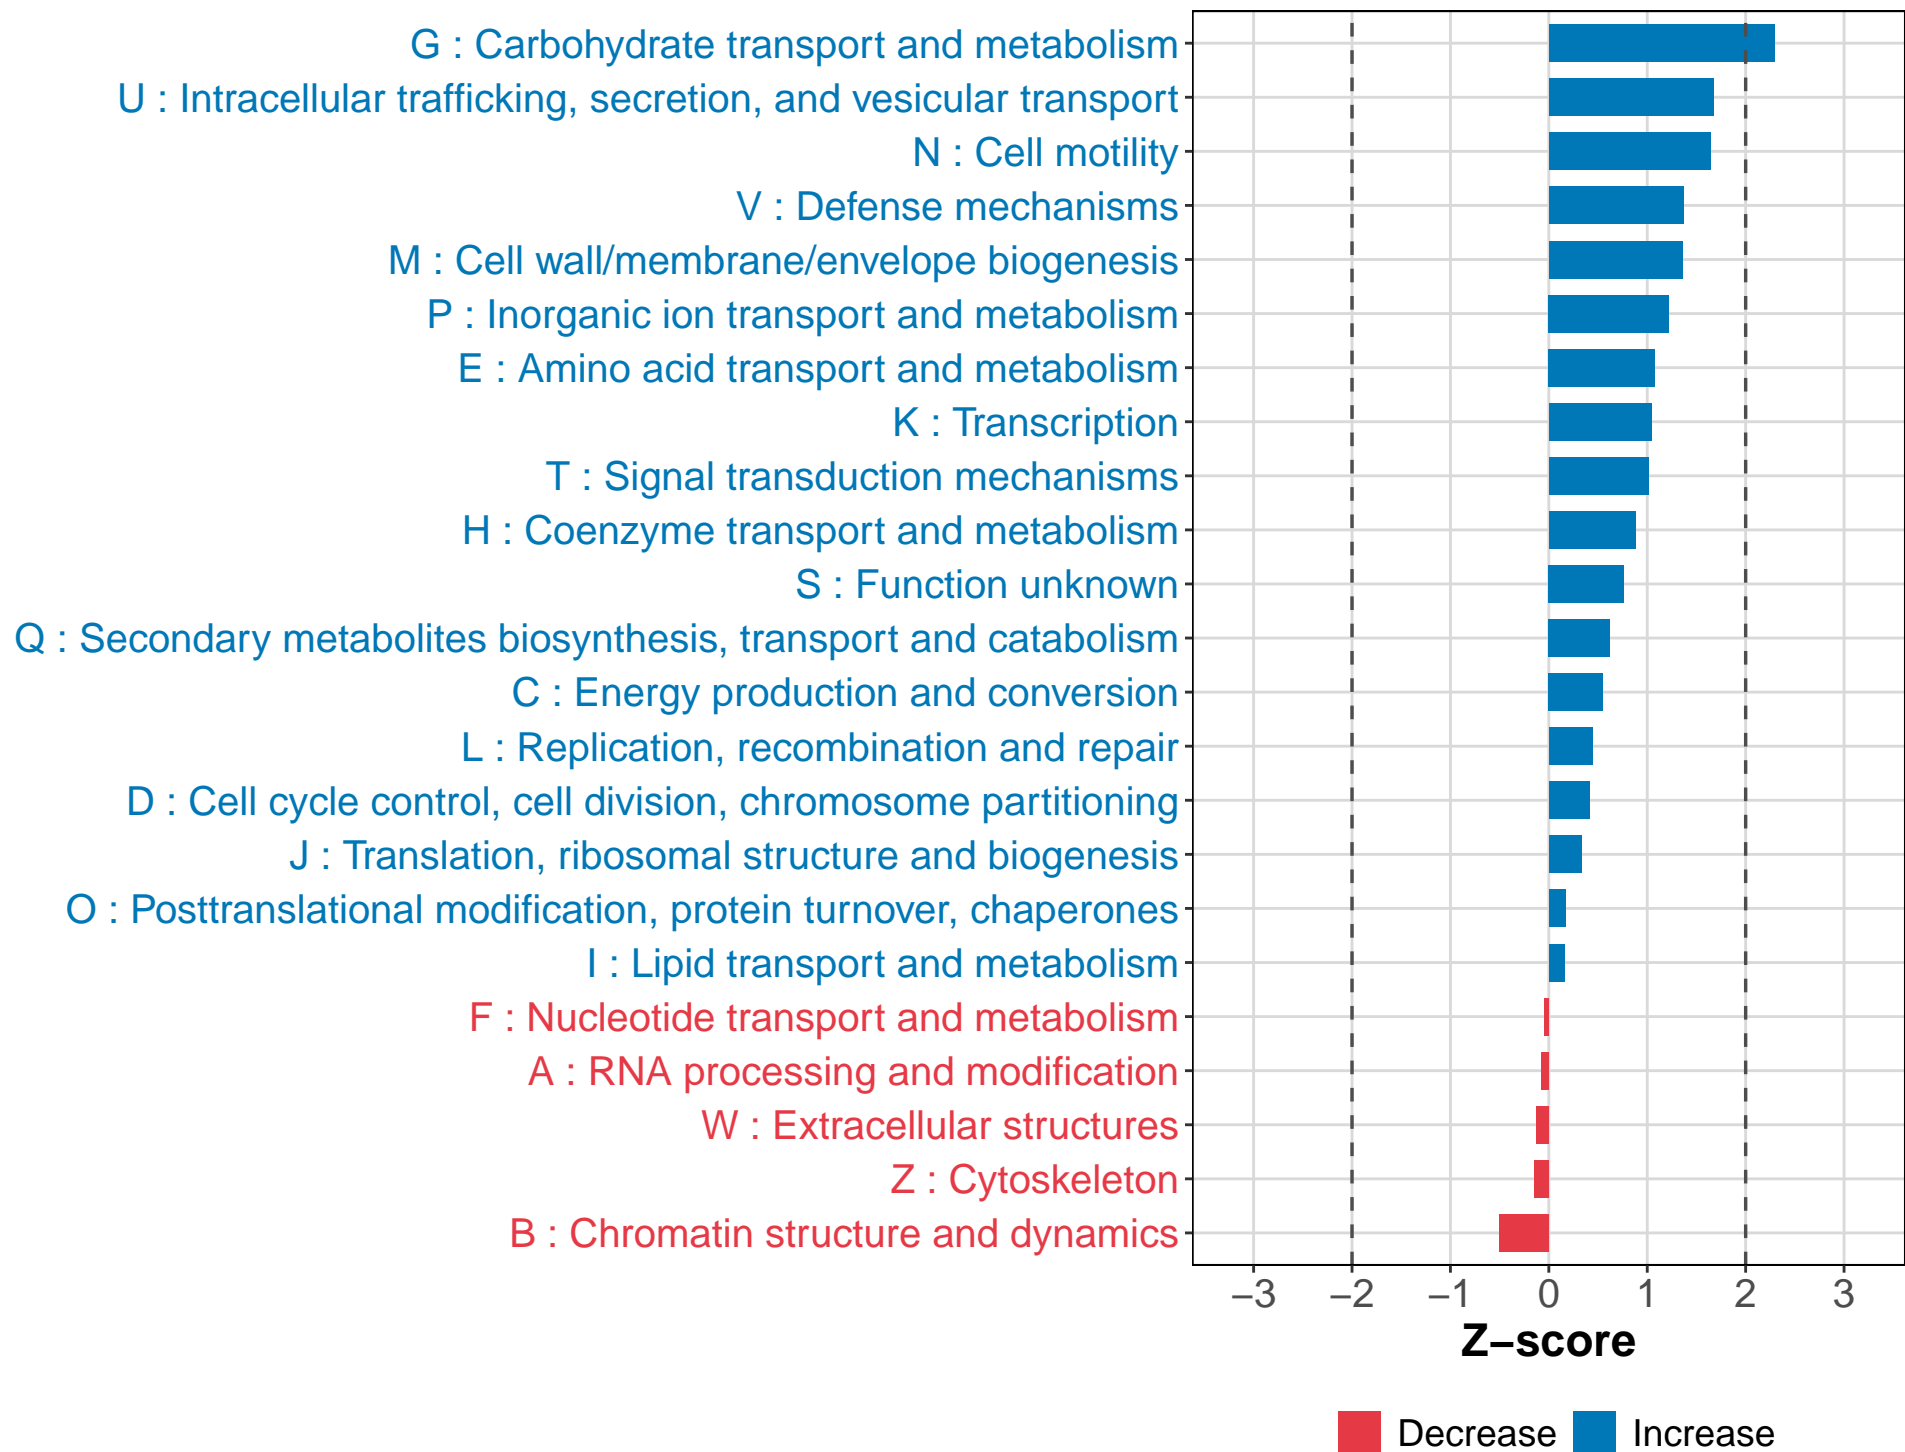 G : Carbohydrate transport and metabolism
U : Intracellular trafficking, secretion, and vesicular transport
N : Cell motility
V : Defense mechanisms
M : Cell wall/membrane/envelope biogenesis
P : Inorganic ion transport and metabolism
E : Amino acid transport and metabolism
K : Transcription
T : Signal transduction mechanisms
H : Coenzyme transport and metabolism
S : Function unknown
Q : Secondary metabolites biosynthesis, transport and catabolism
C : Energy production and conversion
L : Replication, recombination and repair
D : Cell cycle control, cell division, chromosome partitioning
J : Translation, ribosomal structure and biogenesis
O : Posttranslational modification, protein turnover, chaperones
I : Lipid transport and metabolism
F : Nucleotide transport and metabolism
A : RNA processing and modification
W : Extracellular structures
Z : Cytoskeleton
B : Chromatin structure and dynamics
−3 −2 −1 0 1 2 3
Z−score
Decrease Increase